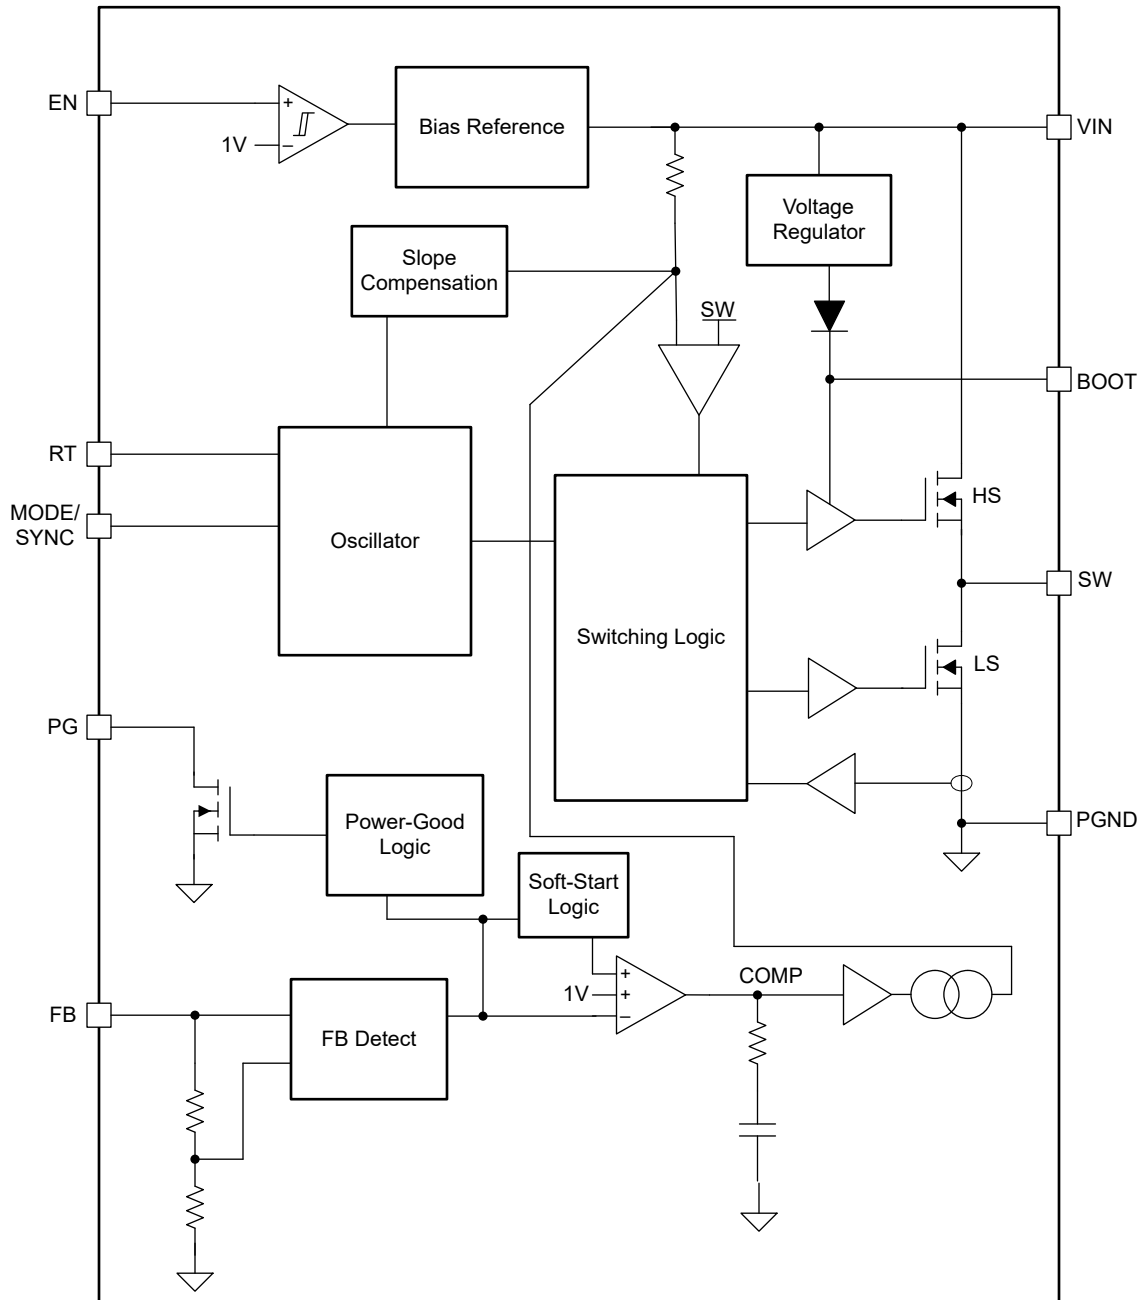 EN
+
1V
−
Bias Reference
VIN
Voltage
Regulator
Slope
Compensation
SW
BOOT
RT
MODE/
SYNC
Oscillator
HS
SW
Switching Logic
LS
PG
Power-Good
Logic
PGND
Soft-Start
Logic
+
1V
+
−
COMP
FB
FB Detect